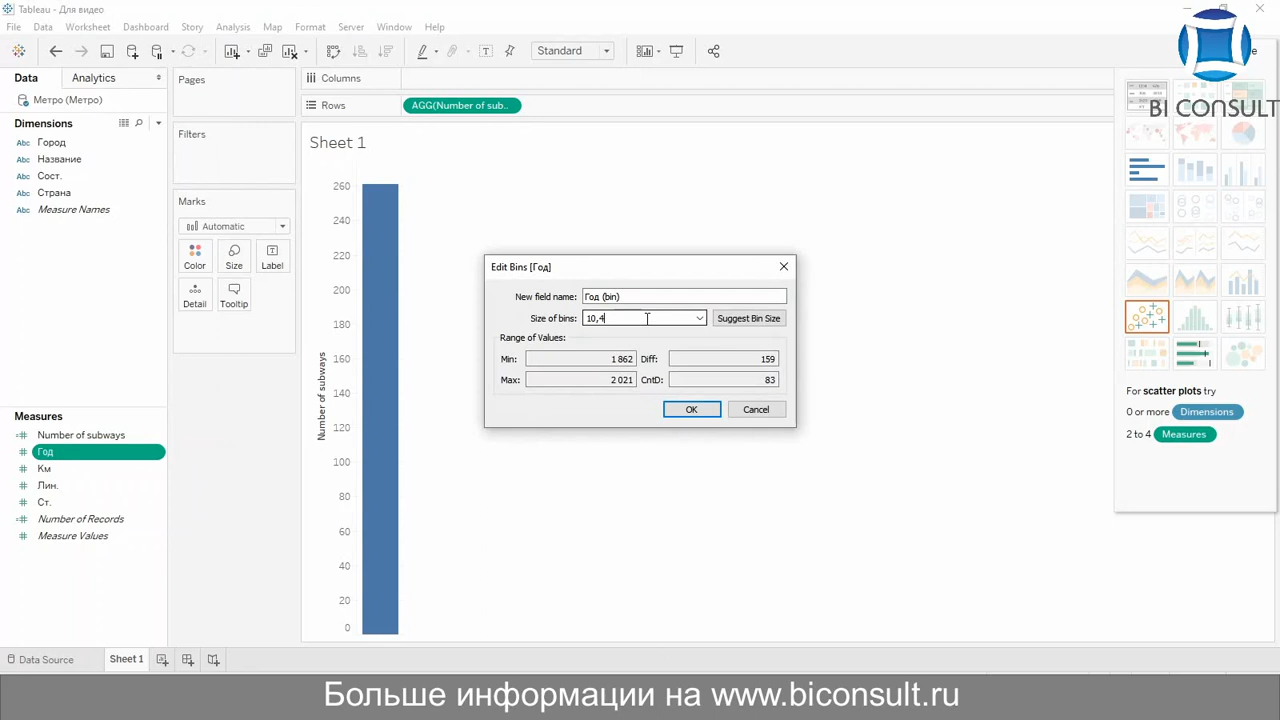 Tableau - Для видео
File Data Worksheet Dashboard Story Analysis Map Format Server Window Help
Standard
Data Analytics
Метро (Метро)
Dimensions
Abc Город
Abc Название
Abc Сост.
Abc Страна
Abc Measure Names
Measures
Number of subways
Год
Км
Лин.
Ст.
Number of Records
Measure Values
Pages
Filters
Marks
Automatic
Color Size Label
Detail Tooltip
Columns
Rows AGG(Number of sub..
Sheet 1
Number of subways
260
240
220
200
180
160
140
120
100
80
60
40
20
0
Edit Bins [Год]
New field name: Год (bin)
Size of bins: 10,4 Suggest Bin Size
Range of Values:
Min: 1 862 Diff: 159
Max: 2 021 CntD: 83
OK Cancel
BI CONSULT
For scatter plots try
0 or more Dimensions
2 to 4 Measures
Data Source Sheet 1
Больше информации на www.biconsult.ru